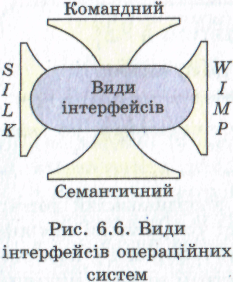 Командний
S
I
L
K
Види
інтерфейсів
W
I
M
P
Семантичний
Рис. 6.6. Види
інтерфейсів операційних
систем